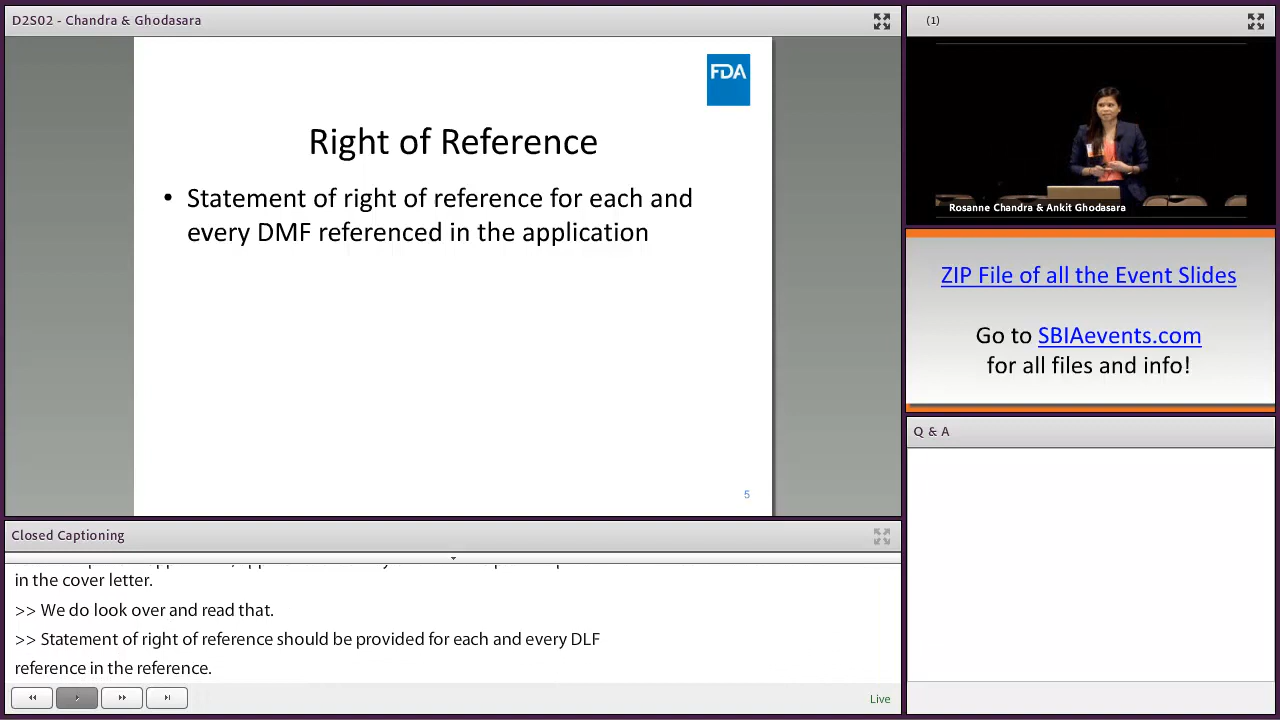 D2S02 - Chandra & Ghodasara
FDA
Right of Reference
• Statement of right of reference for each and
every DMF referenced in the application
5
Closed Captioning
in the cover letter.
>> We do look over and read that.
>> Statement of right of reference should be provided for each and every DLF
reference in the reference.
Live
(1)
Rosanne Chandra & Ankit Ghodasara
ZIP File of all the Event Slides
Go to SBIAevents.com
for all files and info!
Q & A